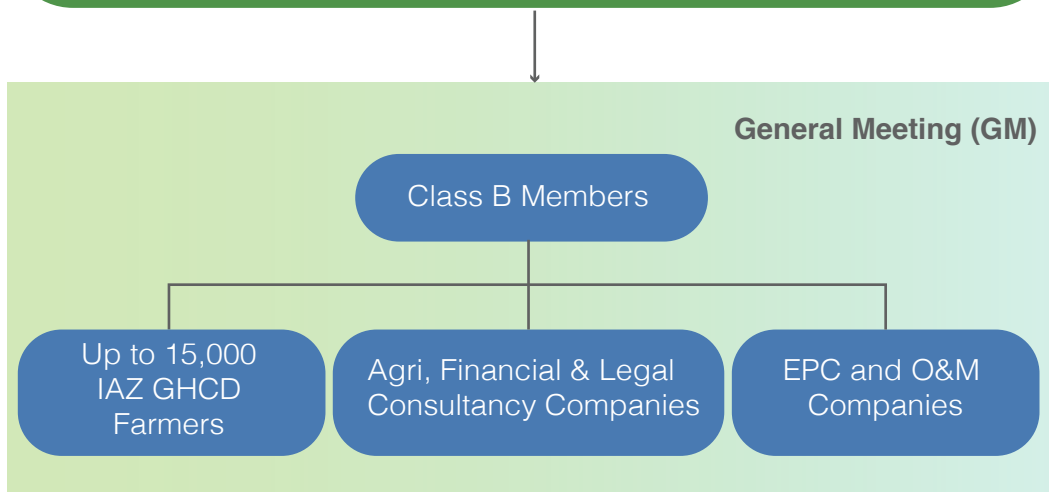 General Meeting (GM)
Class B Members
Up to 15,000
IAZ GHCD
Farmers
Agri, Financial & Legal
Consultancy Companies
EPC and O&M
Companies